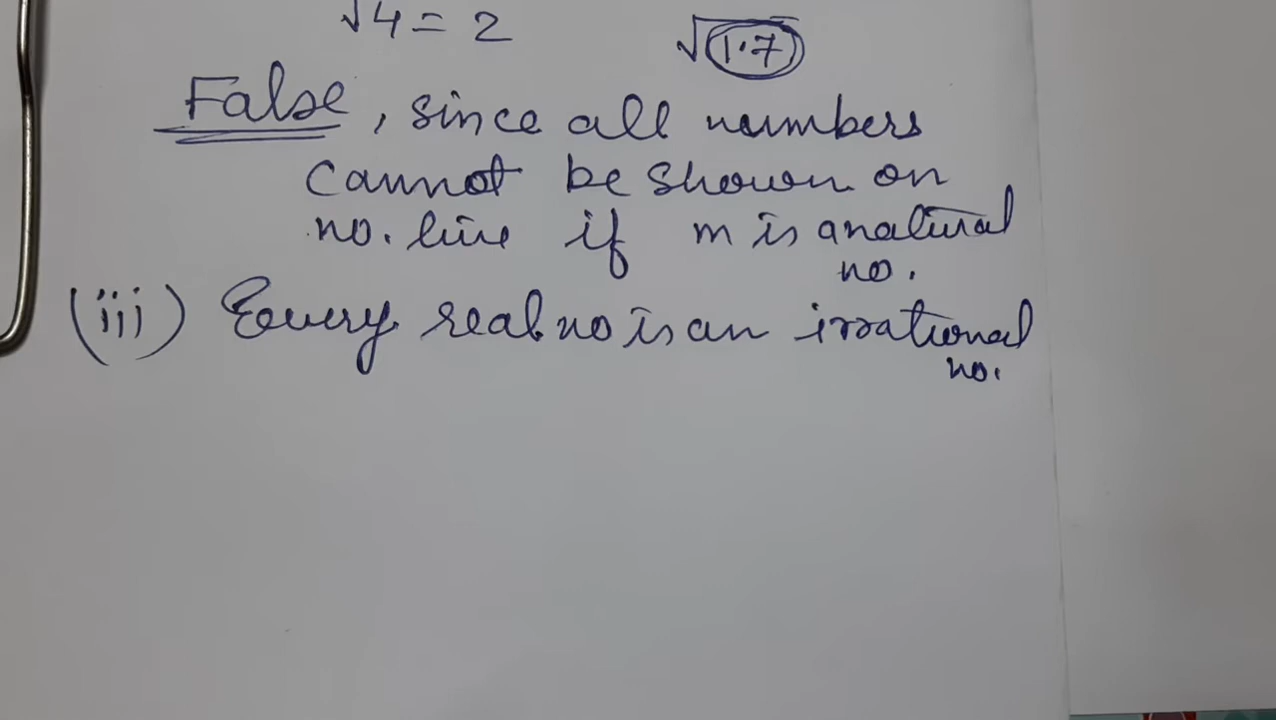 √4 = 2 √1.7
False, since all numbers
cannot be shown on
no. line if m is a natural
no.
(iii) Every real no is an irrational
no.